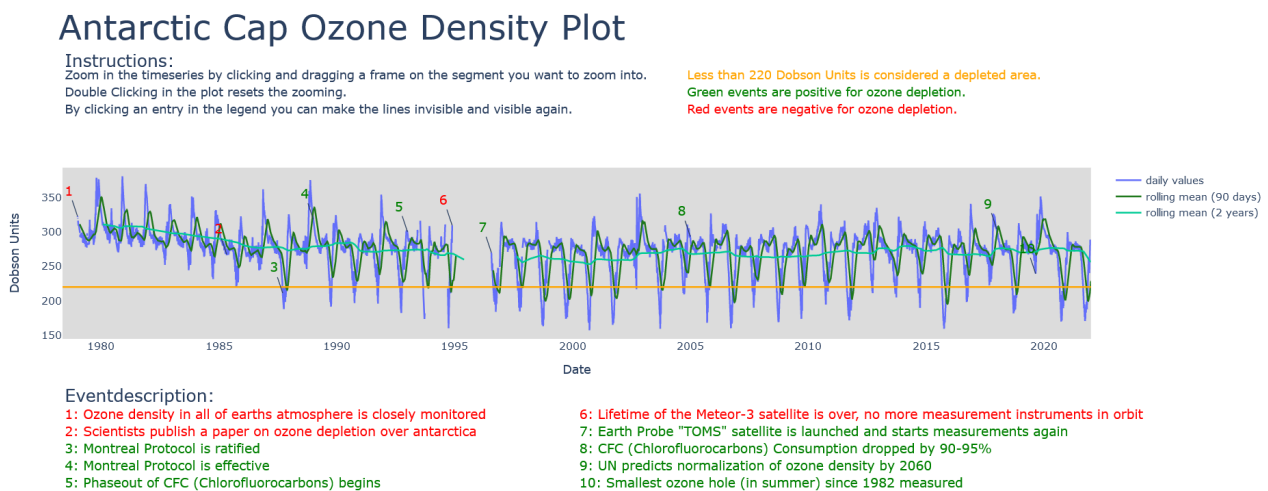 Antarctic Cap Ozone Density Plot
Instructions:
Zoom in the timeseries by clicking and dragging a frame on the segment you want to zoom into.
Double Clicking in the plot resets the zooming.
By clicking an entry in the legend you can make the lines invisible and visible again.
Less than 220 Dobson Units is considered a depleted area.
Green events are positive for ozone depletion.
Red events are negative for ozone depletion.
1
2
3
4
5
6
7
8
9
10
350
300
250
200
150
Dobson Units
1980
1985
1990
1995
2000
2005
2010
2015
2020
Date
daily values
rolling mean (90 days)
rolling mean (2 years)
Eventdescription:
1: Ozone density in all of earths atmosphere is closely monitored
2: Scientists publish a paper on ozone depletion over antarctica
3: Montreal Protocol is ratified
4: Montreal Protocol is effective
5: Phaseout of CFC (Chlorofluorocarbons) begins
6: Lifetime of the Meteor-3 satellite is over, no more measurement instruments in orbit
7: Earth Probe "TOMS" satellite is launched and starts measurements again
8: CFC (Chlorofluorocarbons) Consumption dropped by 90-95%
9: UN predicts normalization of ozone density by 2060
10: Smallest ozone hole (in summer) since 1982 measured